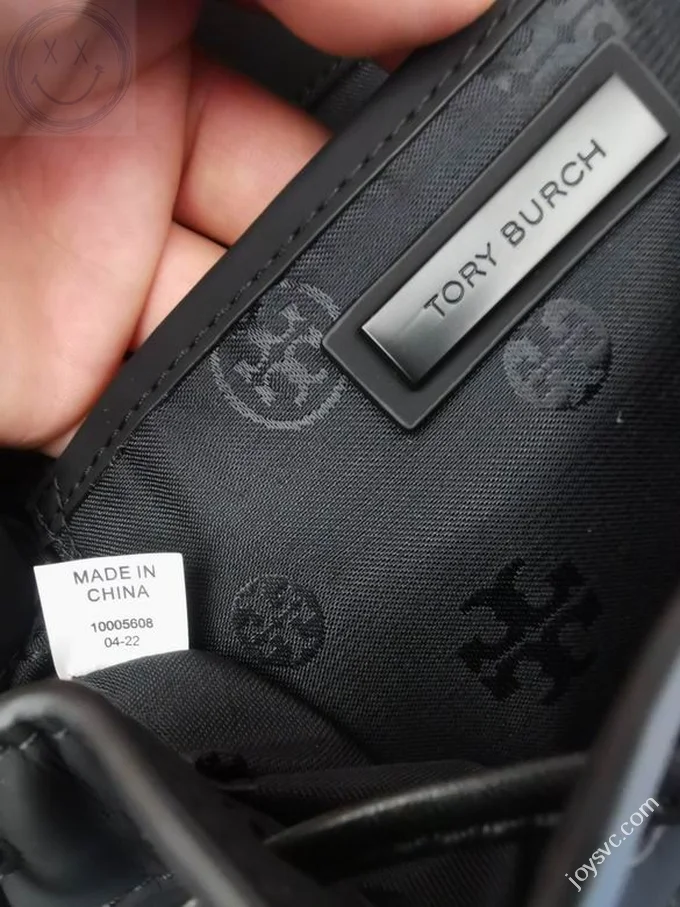 TORY BURCH
MADE IN
CHINA
10005608
04-22
joysvc.com